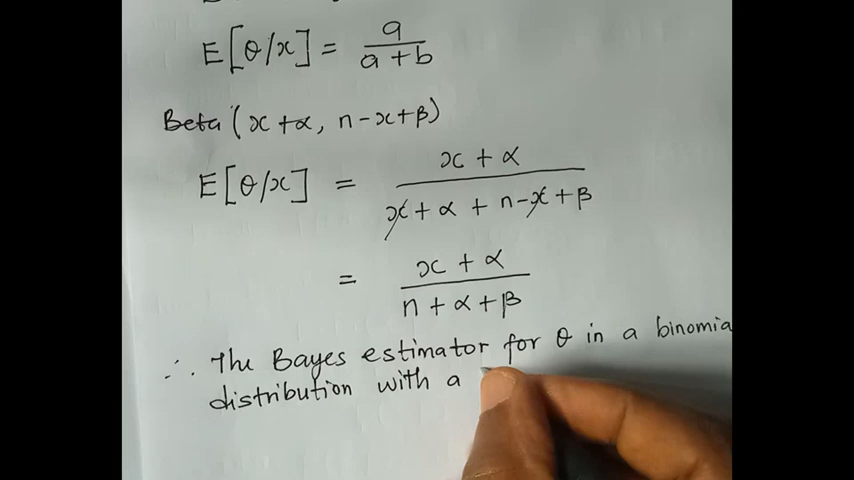 E[θ/x] = a/(a+b)
Beta (x+α, n-x+β)
E[θ/x] = (x+α)/(x+α+n-x+β)
= (x+α)/(n+α+β)
∴ The Bayes estimator for θ in a binomia
distribution with a